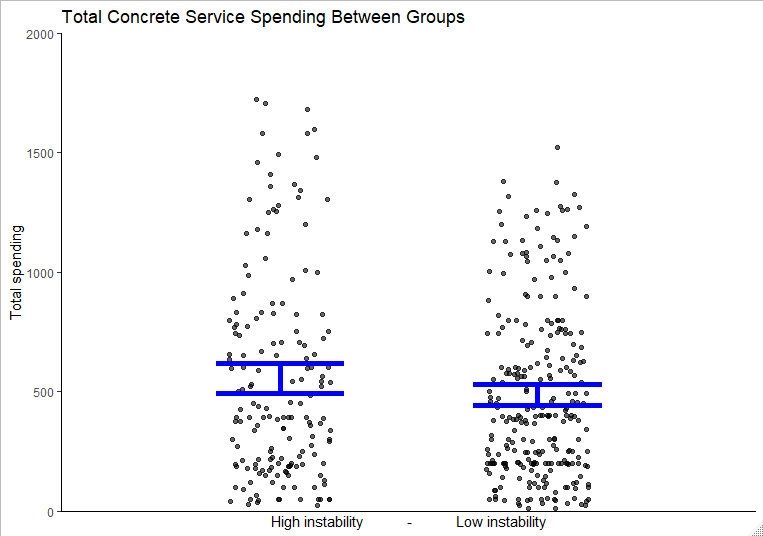 Total Concrete Service Spending Between Groups
2000
1500
1000
500
0
Total spending
High instability - Low instability